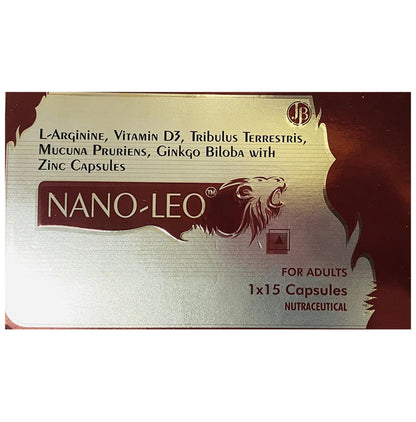 JB
L-Arginine, Vitamin D3, Tribulus Terrestris,
Mucuna Pruriens, Ginkgo Biloba with
Zinc Capsules
NANO-LEO™
FOR ADULTS
1x15 Capsules
NUTRACEUTICAL